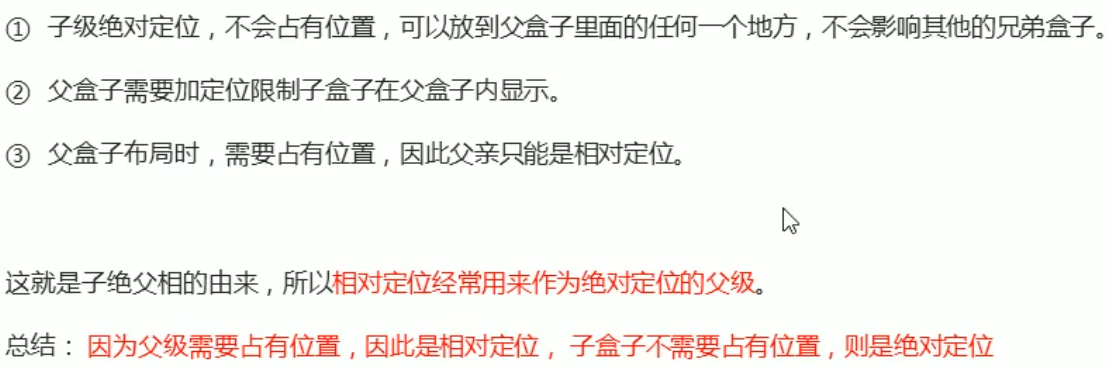 ① 子级绝对定位，不会占有位置，可以放到父盒子里面的任何一个地方，不会影响其他的兄弟盒子。
② 父盒子需要加定位限制子盒子在父盒子内显示。
③ 父盒子布局时，需要占有位置，因此父亲只能是相对定位。
这就是子绝父相的由来，所以相对定位经常用来作为绝对定位的父级。
总结： 因为父级需要占有位置，因此是相对定位， 子盒子不需要占有位置，则是绝对定位